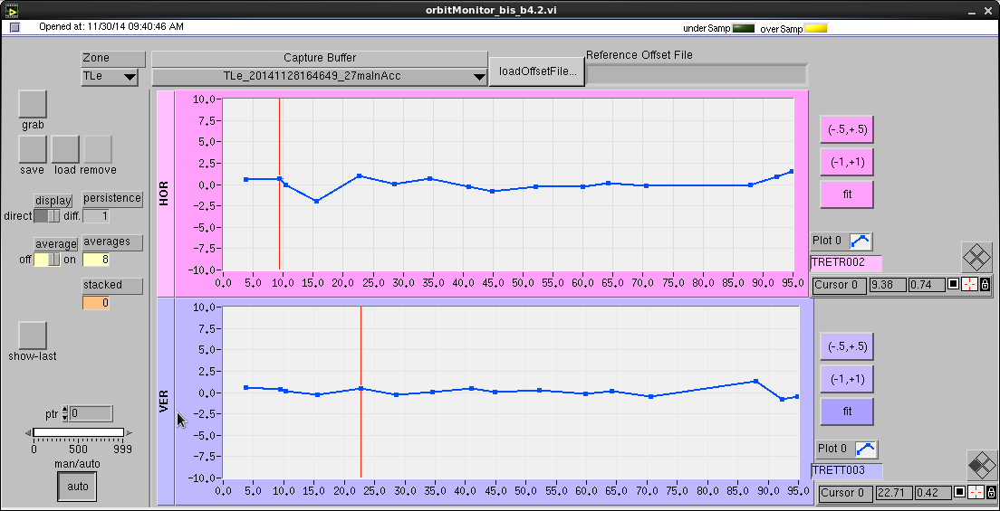 orbitMonitor_bis_b4.2.vi
Opened at: 11/30/14 09:40:46 AM
underSamp
overSamp
Zone
TLe
Capture Buffer
TLe_20141128164649_27mainAcc
loadOffsetFile...
Reference Offset File
grab
save load remove
display persistence
direct diff. 1
average averages
off on 8
stacked
0
show-last
ptr 0
0 500 999
man/auto
auto
HOR
10.0
7.5
5.0
2.5
0.0
-2.5
-5.0
-7.5
-10.0
0.0 5.0 10.0 15.0 20.0 25.0 30.0 35.0 40.0 45.0 50.0 55.0 60.0 65.0 70.0 75.0 80.0 85.0 90.0 95.0
(-.5,+.5)
(-1,+1)
fit
Plot 0
TRETR002
Cursor 0 9.38 0.74
VER
10.0
7.5
5.0
2.5
0.0
-2.5
-5.0
-7.5
-10.0
0.0 5.0 10.0 15.0 20.0 25.0 30.0 35.0 40.0 45.0 50.0 55.0 60.0 65.0 70.0 75.0 80.0 85.0 90.0 95.0
(-.5,+.5)
(-1,+1)
fit
Plot 0
TRETT003
Cursor 0 22.71 0.42